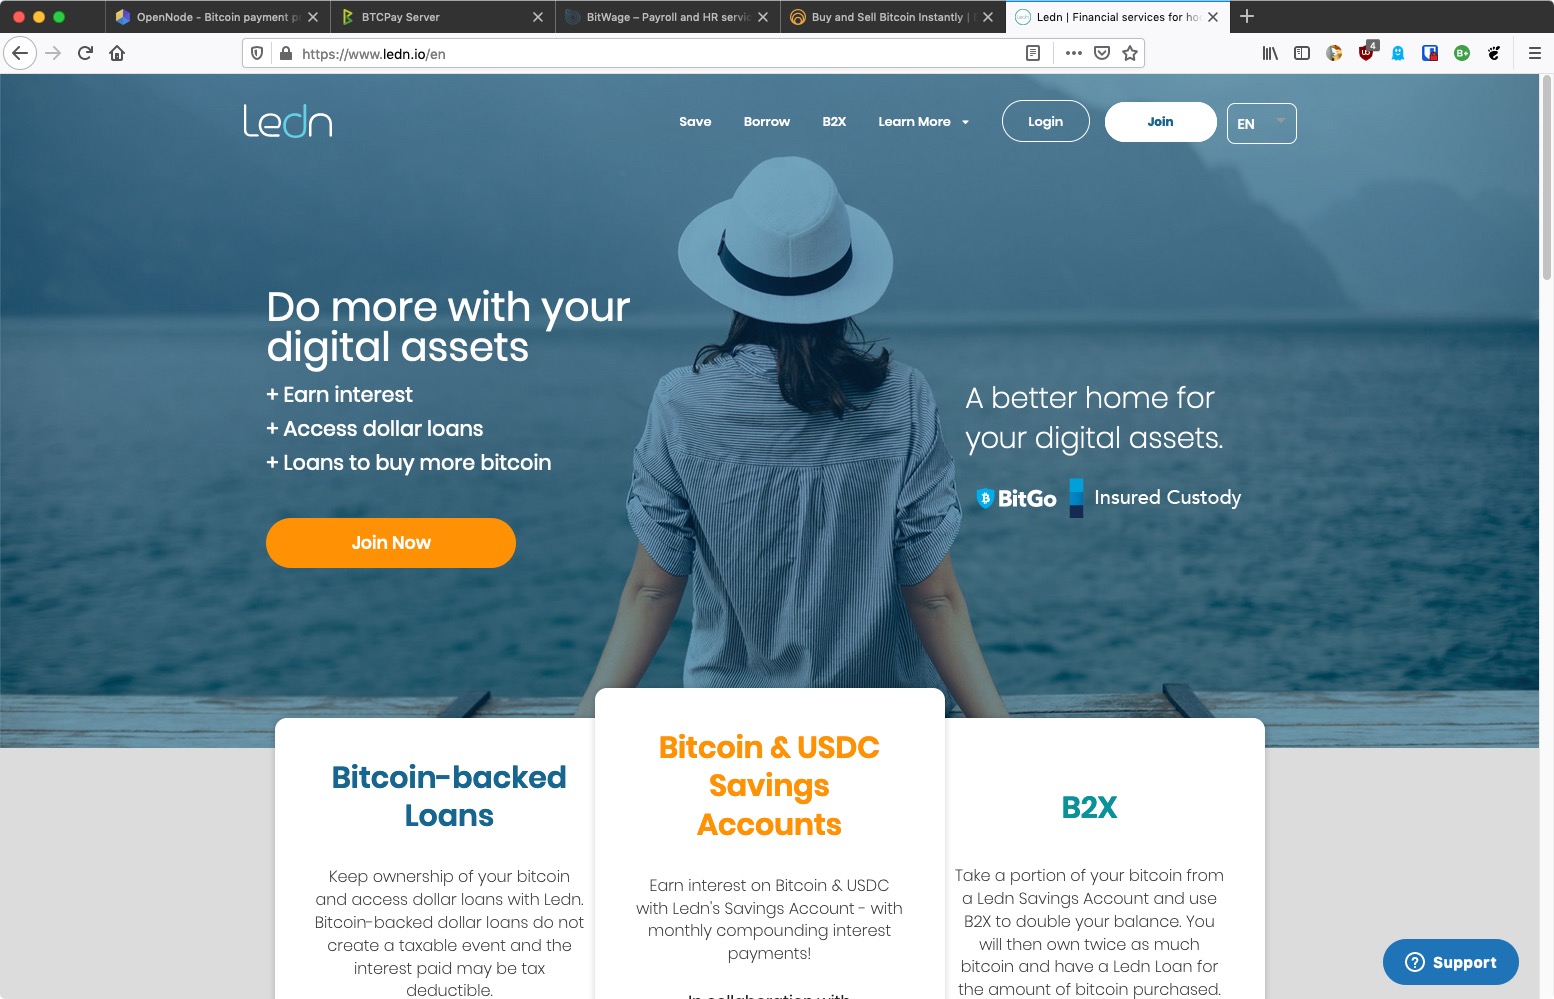 OpenNode - Bitcoin payment pr
BTCPay Server
BitWage – Payroll and HR servic
Buy and Sell Bitcoin Instantly |
Ledn | Financial services for ho
https://www.ledn.io/en
4
B+
Ledn
Save
Borrow
B2X
Learn More
Login
Join
EN
Do more with your
digital assets
+ Earn interest
+ Access dollar loans
+ Loans to buy more bitcoin
Join Now
A better home for
your digital assets.
BitGo Insured Custody
Bitcoin-backed
Loans
Keep ownership of your bitcoin
and access dollar loans with Ledn.
Bitcoin-backed dollar loans do not
create a taxable event and the
interest paid may be tax
deductible.
Bitcoin & USDC
Savings
Accounts
Earn interest on Bitcoin & USDC
with Ledn's Savings Account - with
monthly compounding interest
payments!
In collaboration with
B2X
Take a portion of your bitcoin from
a Ledn Savings Account and use
B2X to double your balance. You
will then own twice as much
bitcoin and have a Ledn Loan for
the amount of bitcoin purchased.
Support